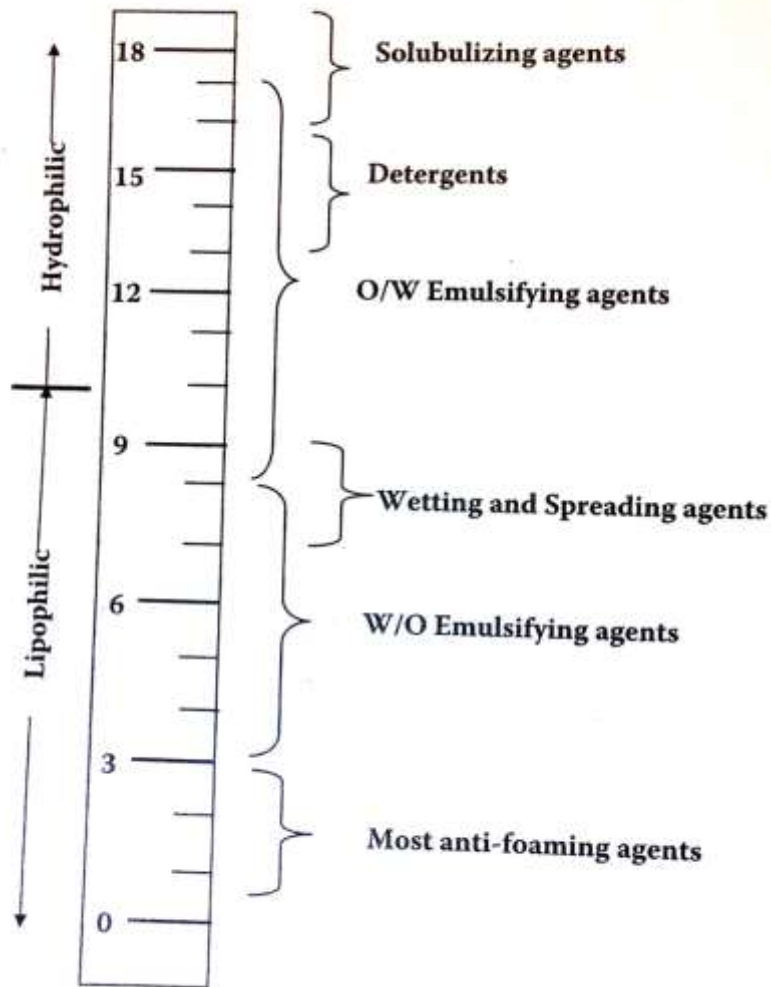 18
Solubulizing agents
15
Detergents
Hydrophilic
12
O/W Emulsifying agents
9
Wetting and Spreading agents
6
W/O Emulsifying agents
Lipophilic
3
Most anti-foaming agents
0